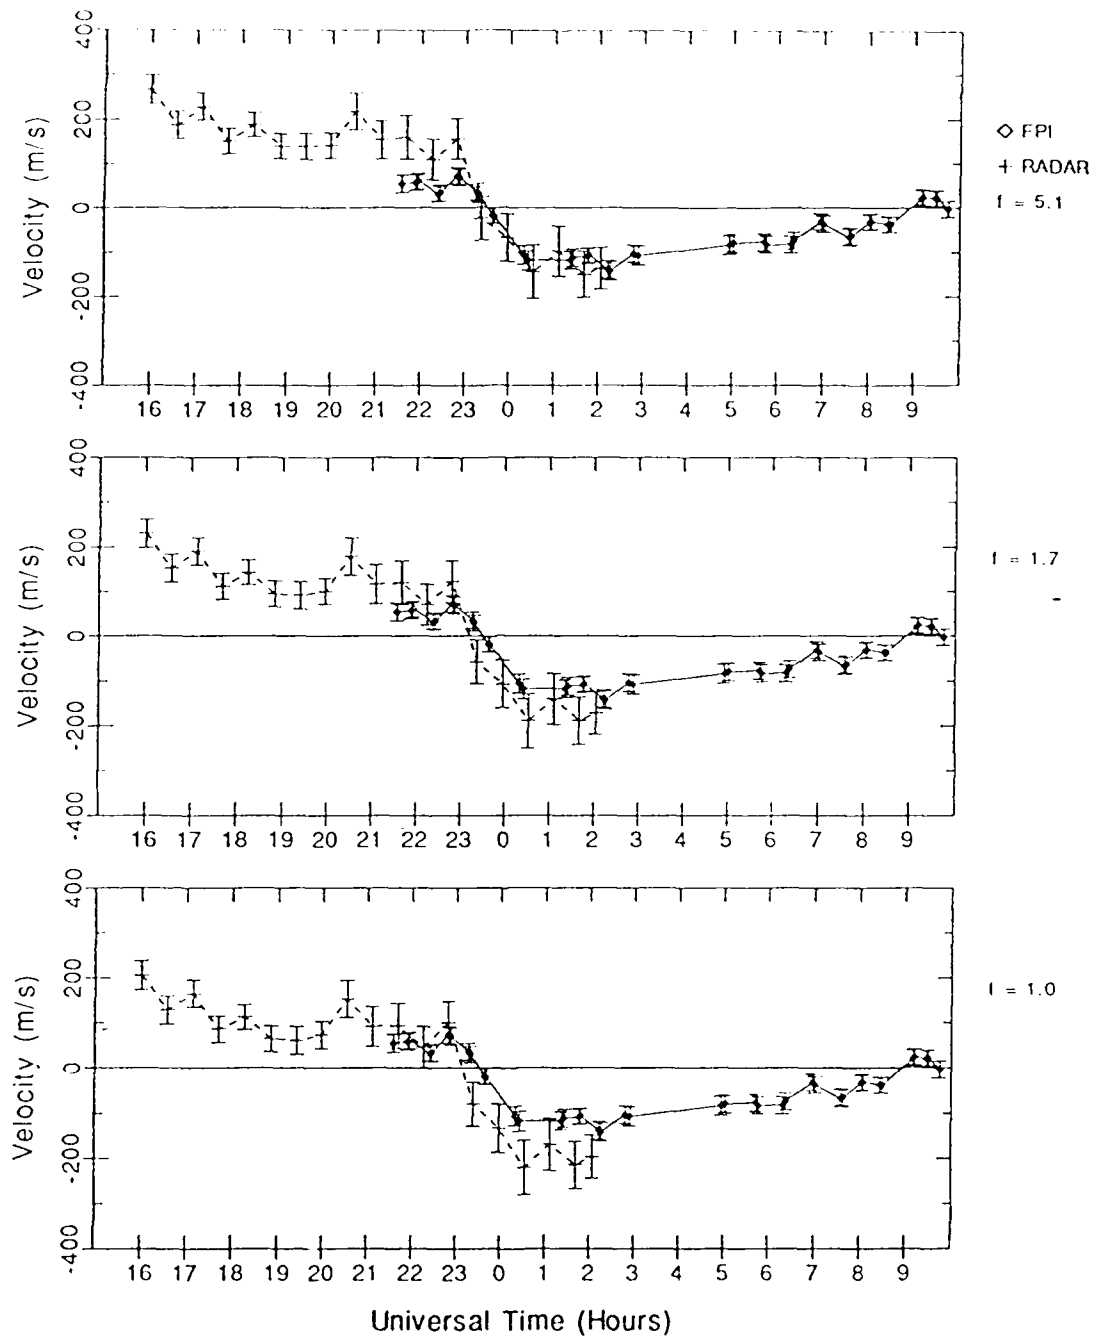 400
200
0
-200
-400
Velocity (m/s)
16 17 18 19 20 21 22 23 0 1 2 3 4 5 6 7 8 9
◇ FPI
+ RADAR
f = 5.1
400
200
0
-200
-400
Velocity (m/s)
16 17 18 19 20 21 22 23 0 1 2 3 4 5 6 7 8 9
f = 1.7
400
200
0
-200
-400
Velocity (m/s)
16 17 18 19 20 21 22 23 0 1 2 3 4 5 6 7 8 9
f = 1.0
Universal Time (Hours)